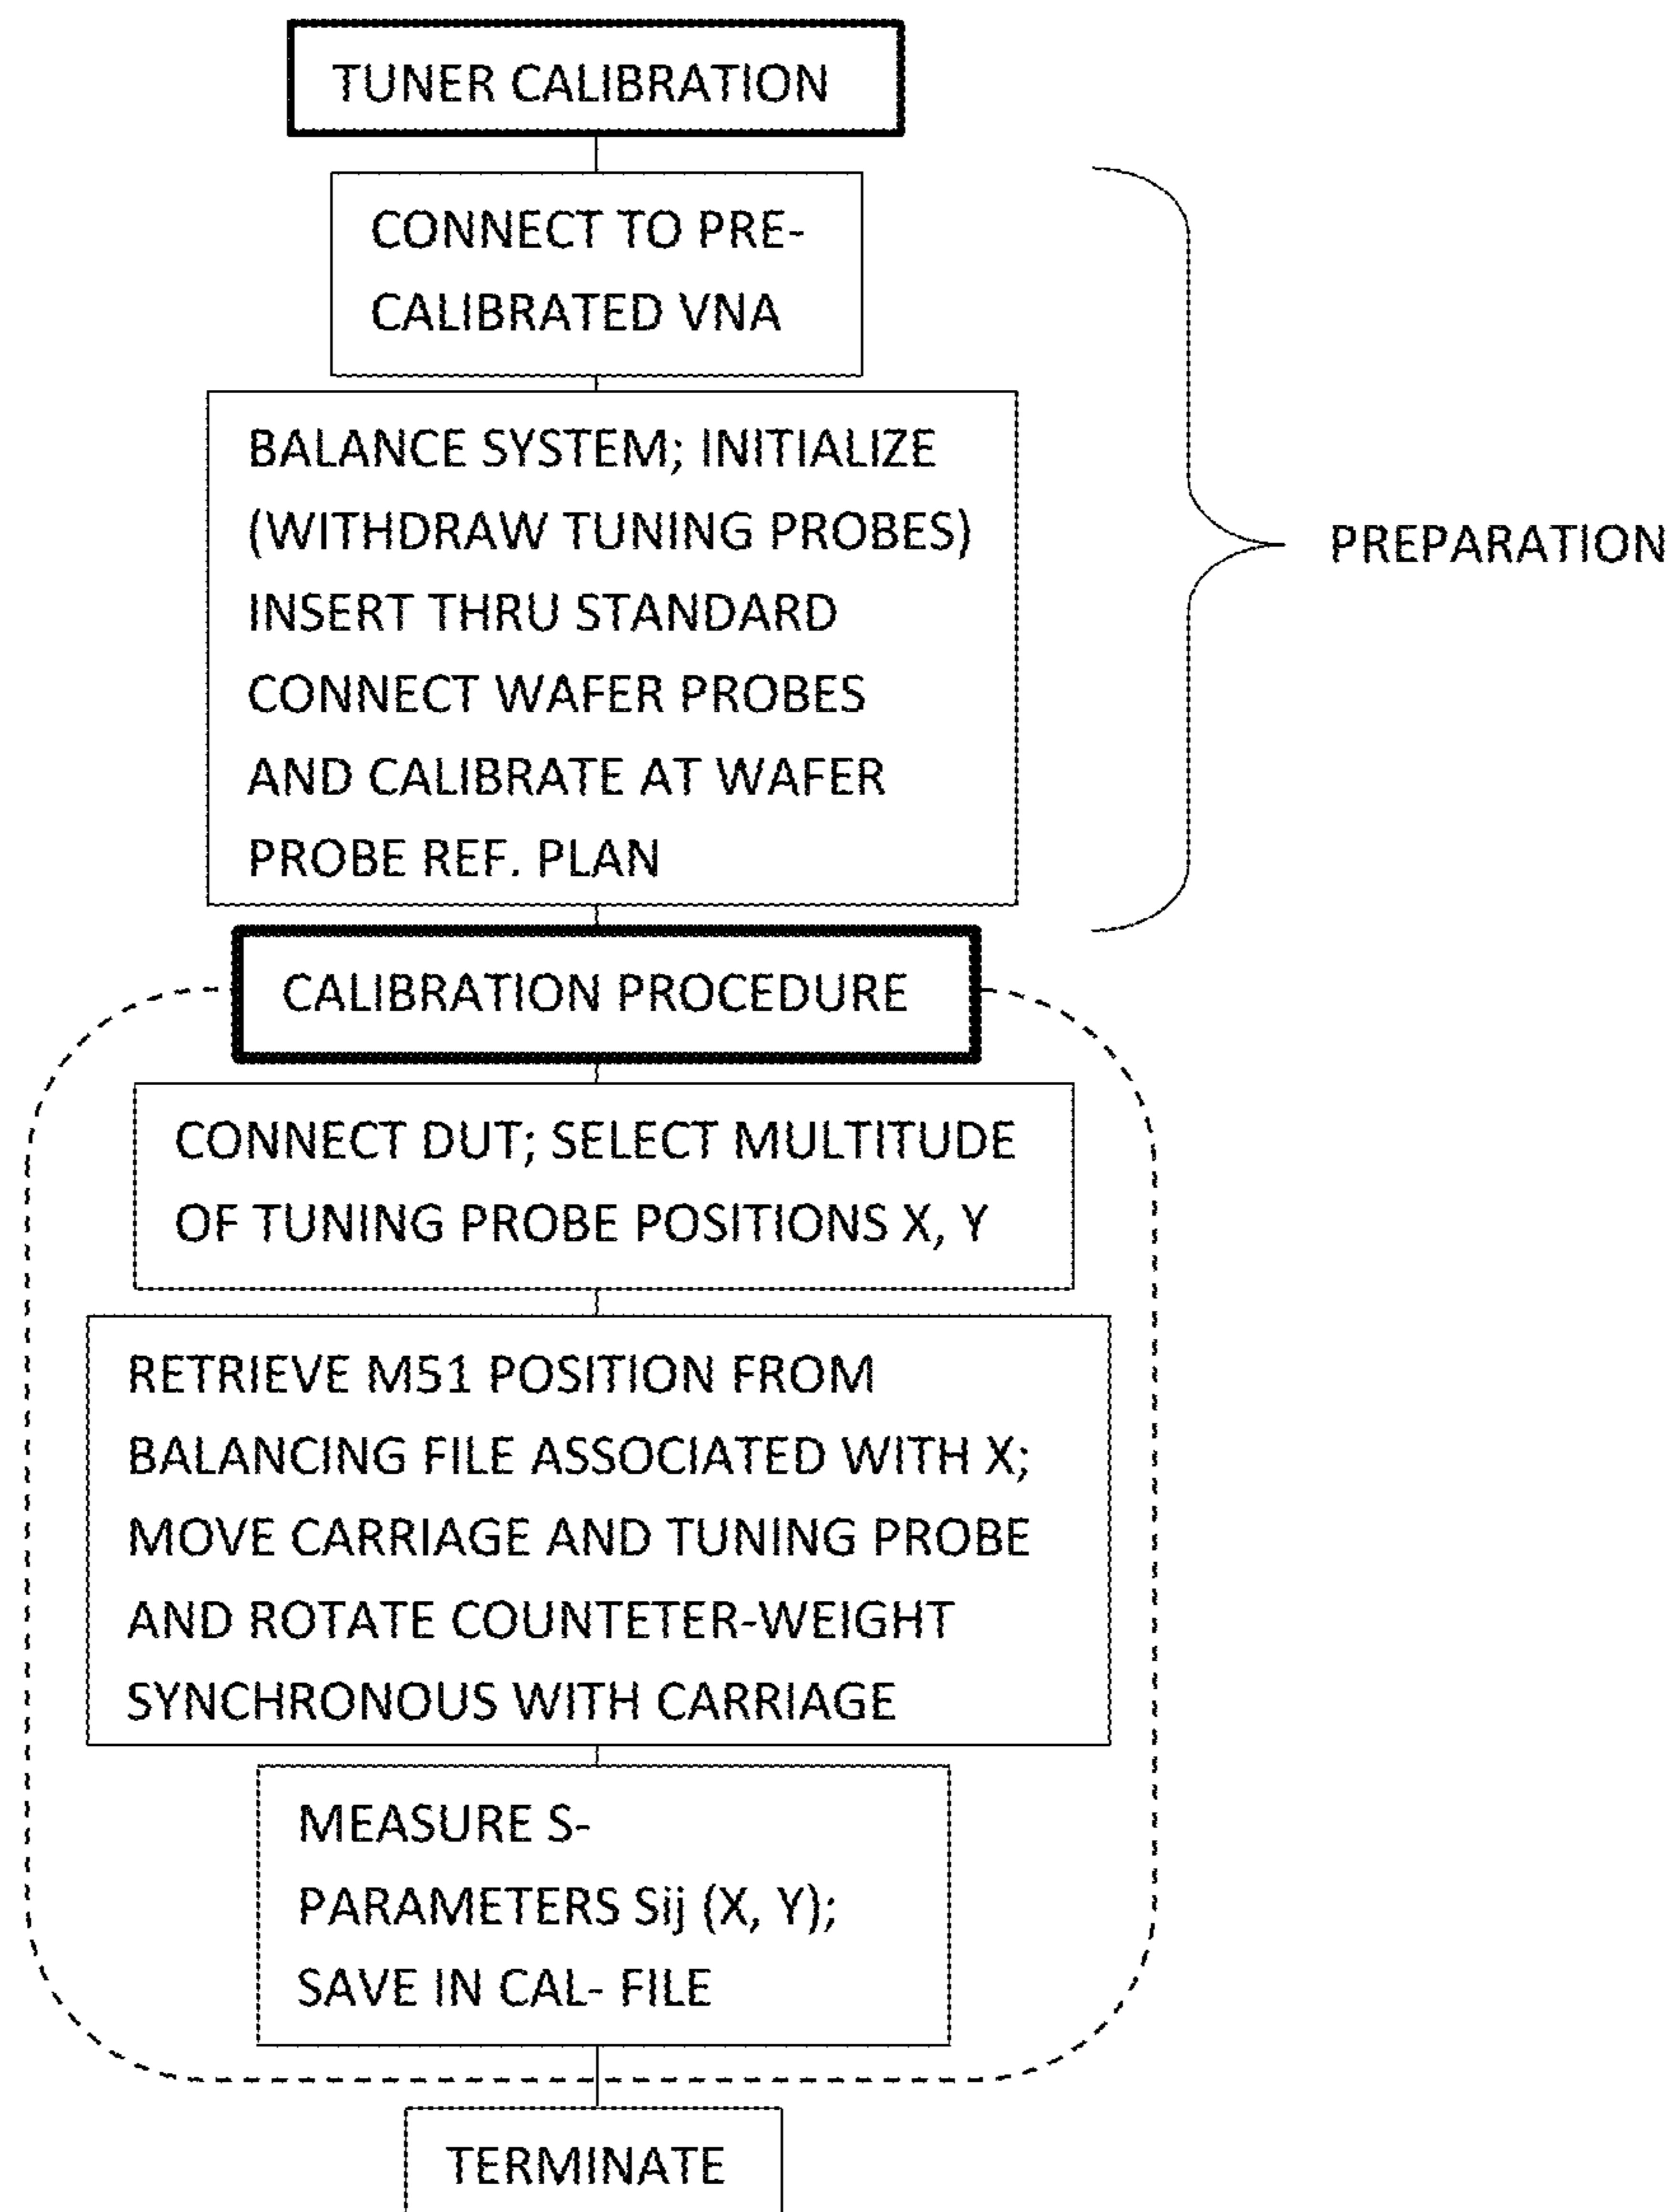 TUNER CALIBRATION
CONNECT TO PRE-
CALIBRATED VNA
BALANCE SYSTEM; INITIALIZE
(WITHDRAW TUNING PROBES)
INSERT THRU STANDARD
CONNECT WAFER PROBES
AND CALIBRATE AT WAFER
PROBE REF. PLAN
PREPARATION
CALIBRATION PROCEDURE
CONNECT DUT; SELECT MULTITUDE
OF TUNING PROBE POSITIONS X, Y
RETRIEVE M51 POSITION FROM
BALANCING FILE ASSOCIATED WITH X;
MOVE CARRIAGE AND TUNING PROBE
AND ROTATE COUNTETER-WEIGHT
SYNCHRONOUS WITH CARRIAGE
MEASURE S-
PARAMETERS Sij (X, Y);
SAVE IN CAL- FILE
TERMINATE